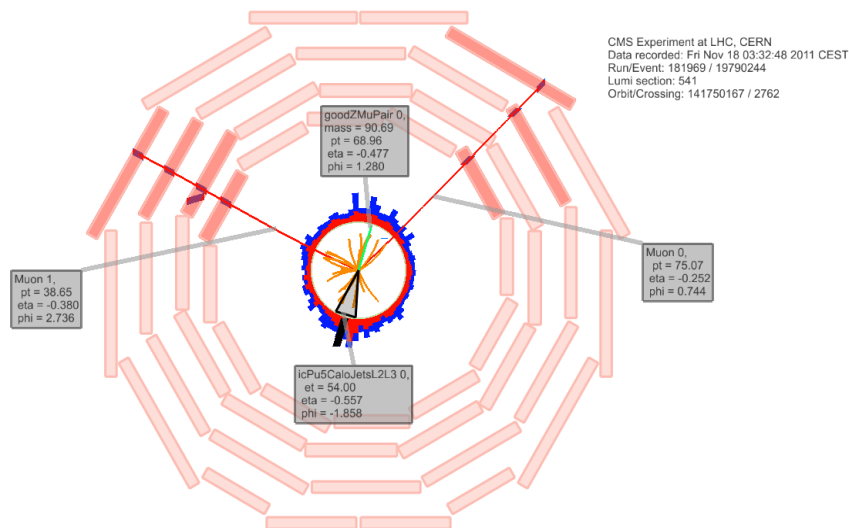 CMS Experiment at LHC, CERN
Data recorded: Fri Nov 18 03:32:48 2011 CEST
Run/Event: 181969 / 19790244
Lumi section: 541
Orbit/Crossing: 141750167 / 2762
goodZMuPair 0,
mass = 90.69
pt = 68.96
eta = -0.477
phi = 1.280
Muon 0,
pt = 75.07
eta = -0.252
phi = 0.744
Muon 1,
pt = 38.65
eta = -0.380
phi = 2.736
icPu5CaloJetsL2L3 0,
et = 54.00
eta = -0.557
phi = -1.858